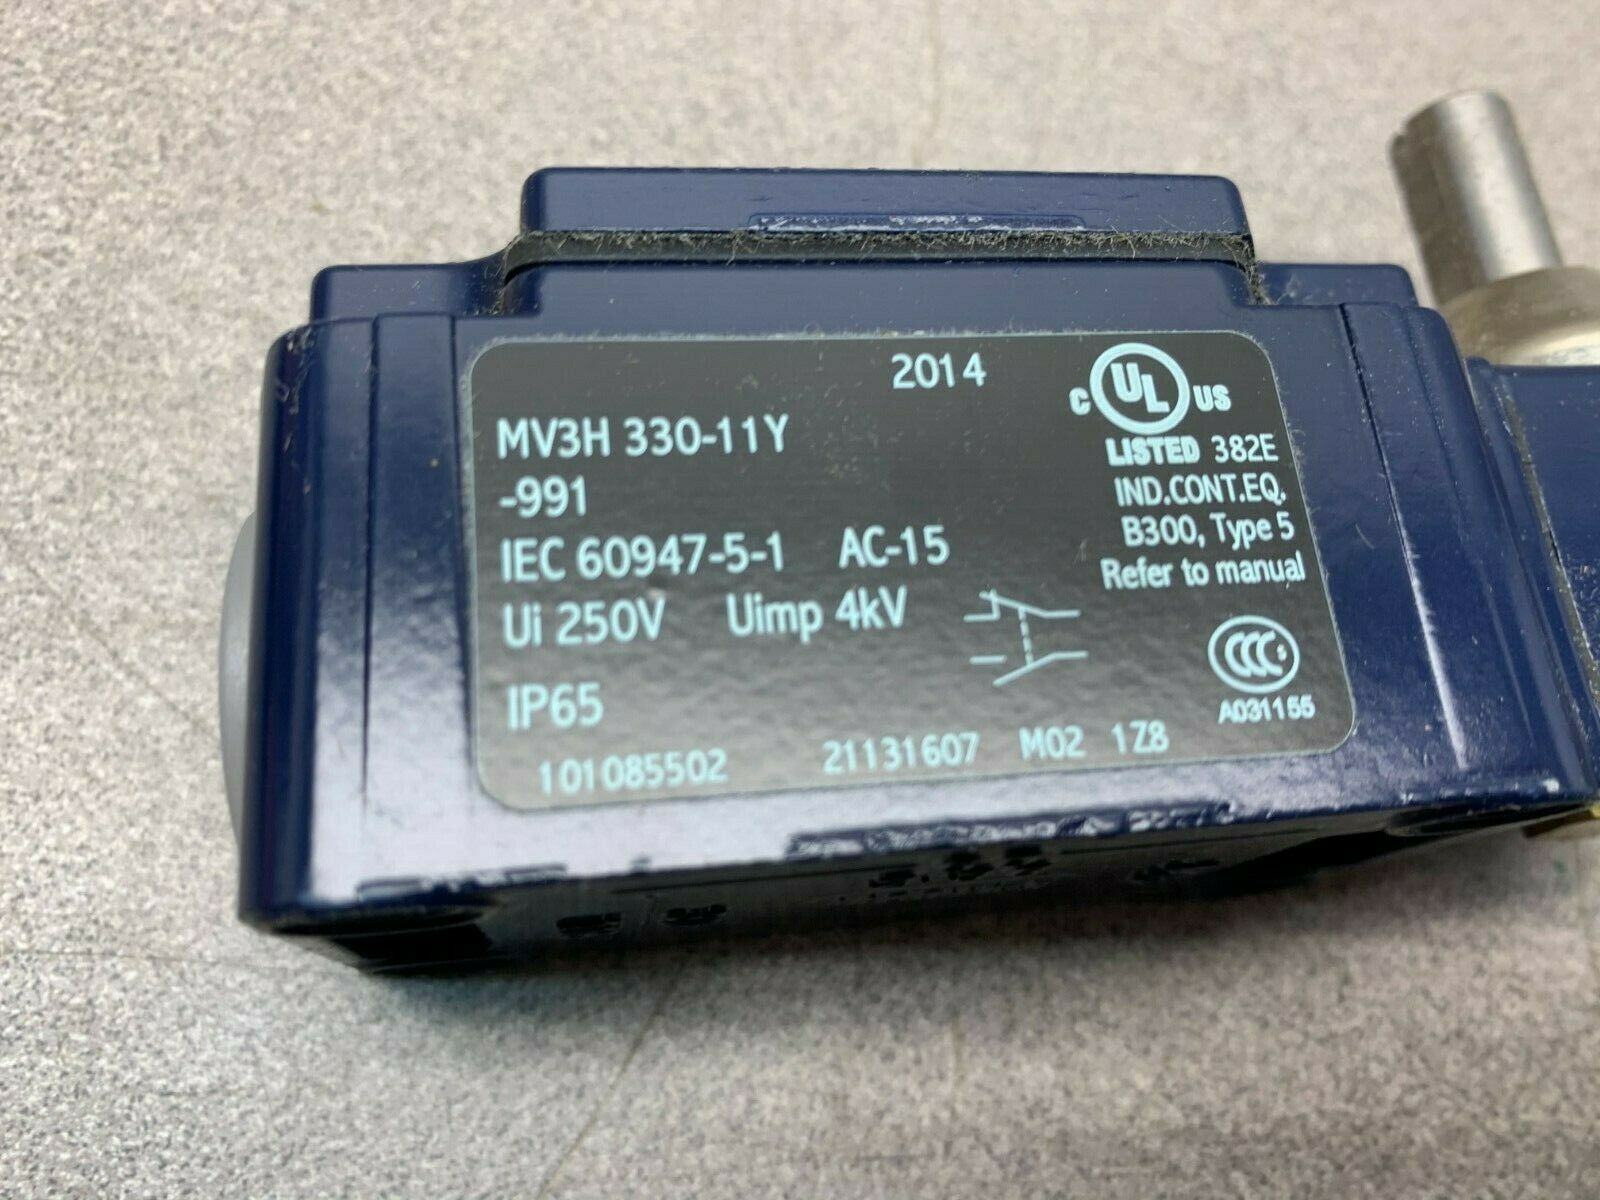 2014
MV3H 330-11Y
-991
IEC 60947-5-1 AC-15
Ui 250V Uimp 4kV
IP65
101085502 21131607 M02 1Z8
C UL US
LISTED 382E
IND.CONT.EQ.
B300, Type 5
Refer to manual
CCC S
A031155